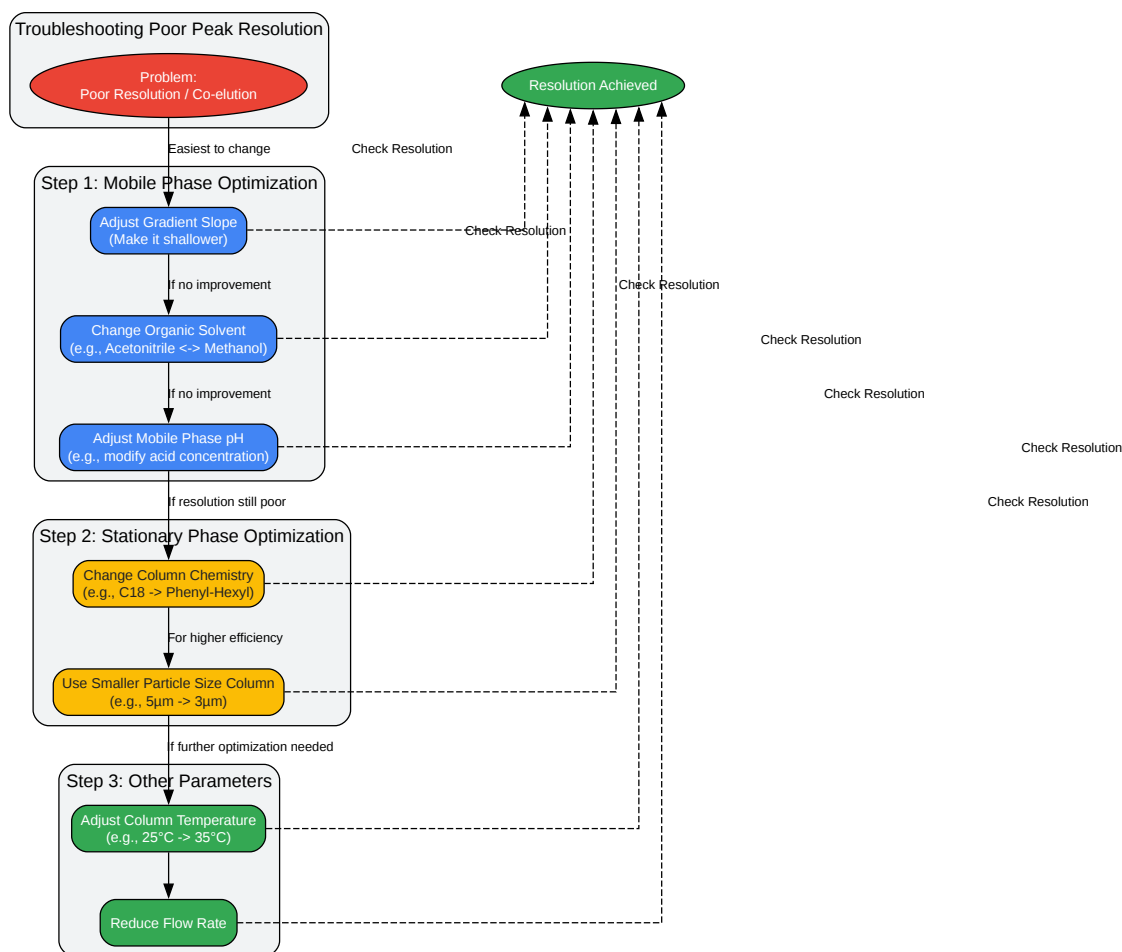 Troubleshooting Poor Peak Resolution
Problem:
Poor Resolution / Co-elution
Resolution Achieved
Easiest to change
Check Resolution
Step 1: Mobile Phase Optimization
Adjust Gradient Slope
(Make it shallower)
Check Resolution
If no improvement
Check Resolution
Change Organic Solvent
(e.g., Acetonitrile <-> Methanol)
Check Resolution
If no improvement
Check Resolution
Adjust Mobile Phase pH
(e.g., modify acid concentration)
Check Resolution
If resolution still poor
Check Resolution
Step 2: Stationary Phase Optimization
Change Column Chemistry
(e.g., C18 -> Phenyl-Hexyl)
For higher efficiency
Use Smaller Particle Size Column
(e.g., 5µm -> 3µm)
If further optimization needed
Step 3: Other Parameters
Adjust Column Temperature
(e.g., 25°C -> 35°C)
Reduce Flow Rate